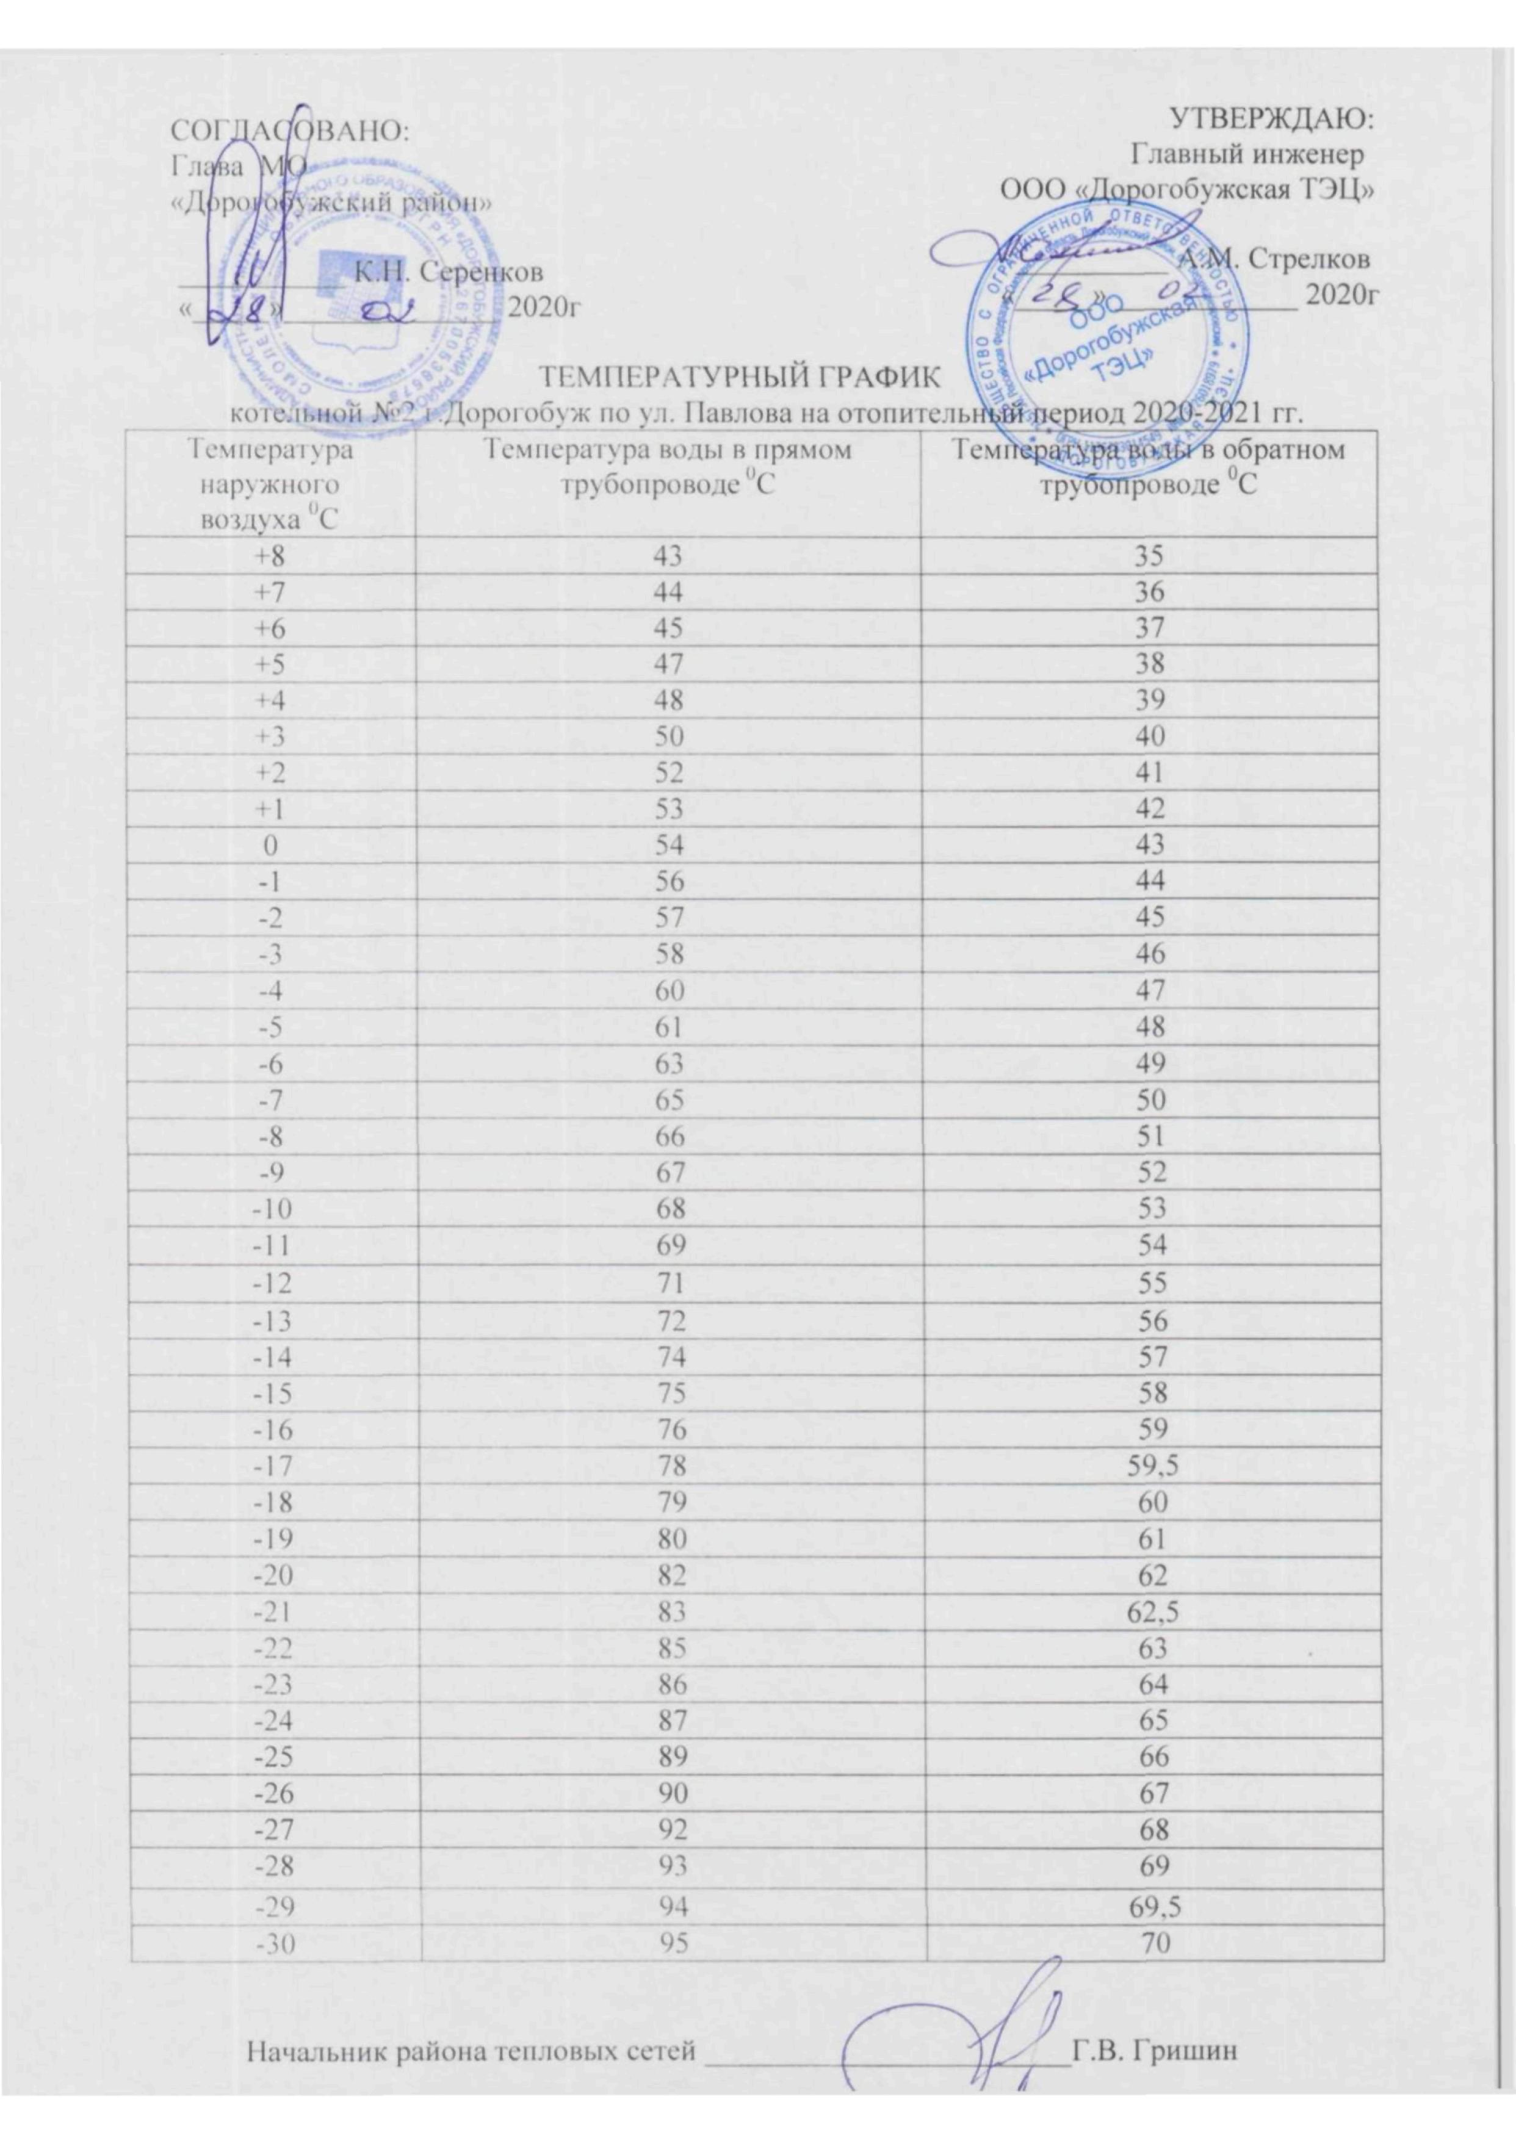 СОГЛАСОВАНО:
Глава МО
«Дорогобужский район»
К.Н. Серенков
«28» 02 2020г
УТВЕРЖДАЮ:
Главный инженер
ООО «Дорогобужская ТЭЦ»
А.М. Стрелков
«28» 02 2020г
ООО
«Дорогобужская
ТЭЦ»
ТЕМПЕРАТУРНЫЙ ГРАФИК
котельной №2 г.Дорогобуж по ул. Павлова на отопительный период 2020-2021 гг.
Температура наружного воздуха ⁰С | Температура воды в прямом трубопроводе ⁰С | Температура воды в обратном трубопроводе ⁰С
+8 43 35
+7 44 36
+6 45 37
+5 47 38
+4 48 39
+3 50 40
+2 52 41
+1 53 42
0 54 43
-1 56 44
-2 57 45
-3 58 46
-4 60 47
-5 61 48
-6 63 49
-7 65 50
-8 66 51
-9 67 52
-10 68 53
-11 69 54
-12 71 55
-13 72 56
-14 74 57
-15 75 58
-16 76 59
-17 78 59,5
-18 79 60
-19 80 61
-20 82 62
-21 83 62,5
-22 85 63
-23 86 64
-24 87 65
-25 89 66
-26 90 67
-27 92 68
-28 93 69
-29 94 69,5
-30 95 70
Начальник района тепловых сетей Г.В. Гришин